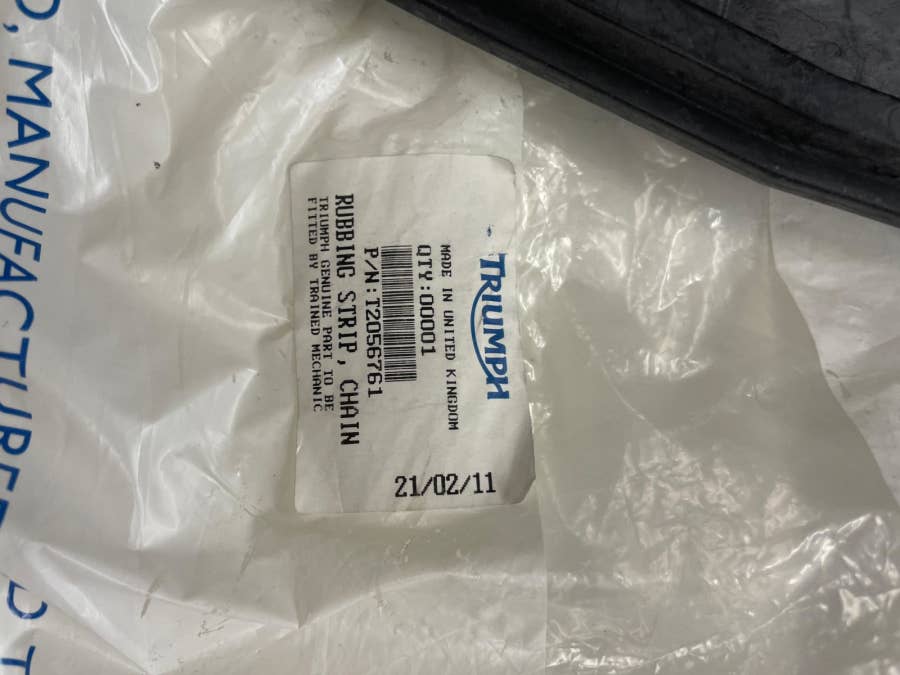 TRIUMPH
MADE IN UNITED KINGDOM
QTY:00001
P/N:T2056761
RUBBING STRIP, CHAIN
TRIUMPH GENUINE PART TO BE
FITTED BY TRAINED MECHANIC
21/02/11
, MANUFACTURE